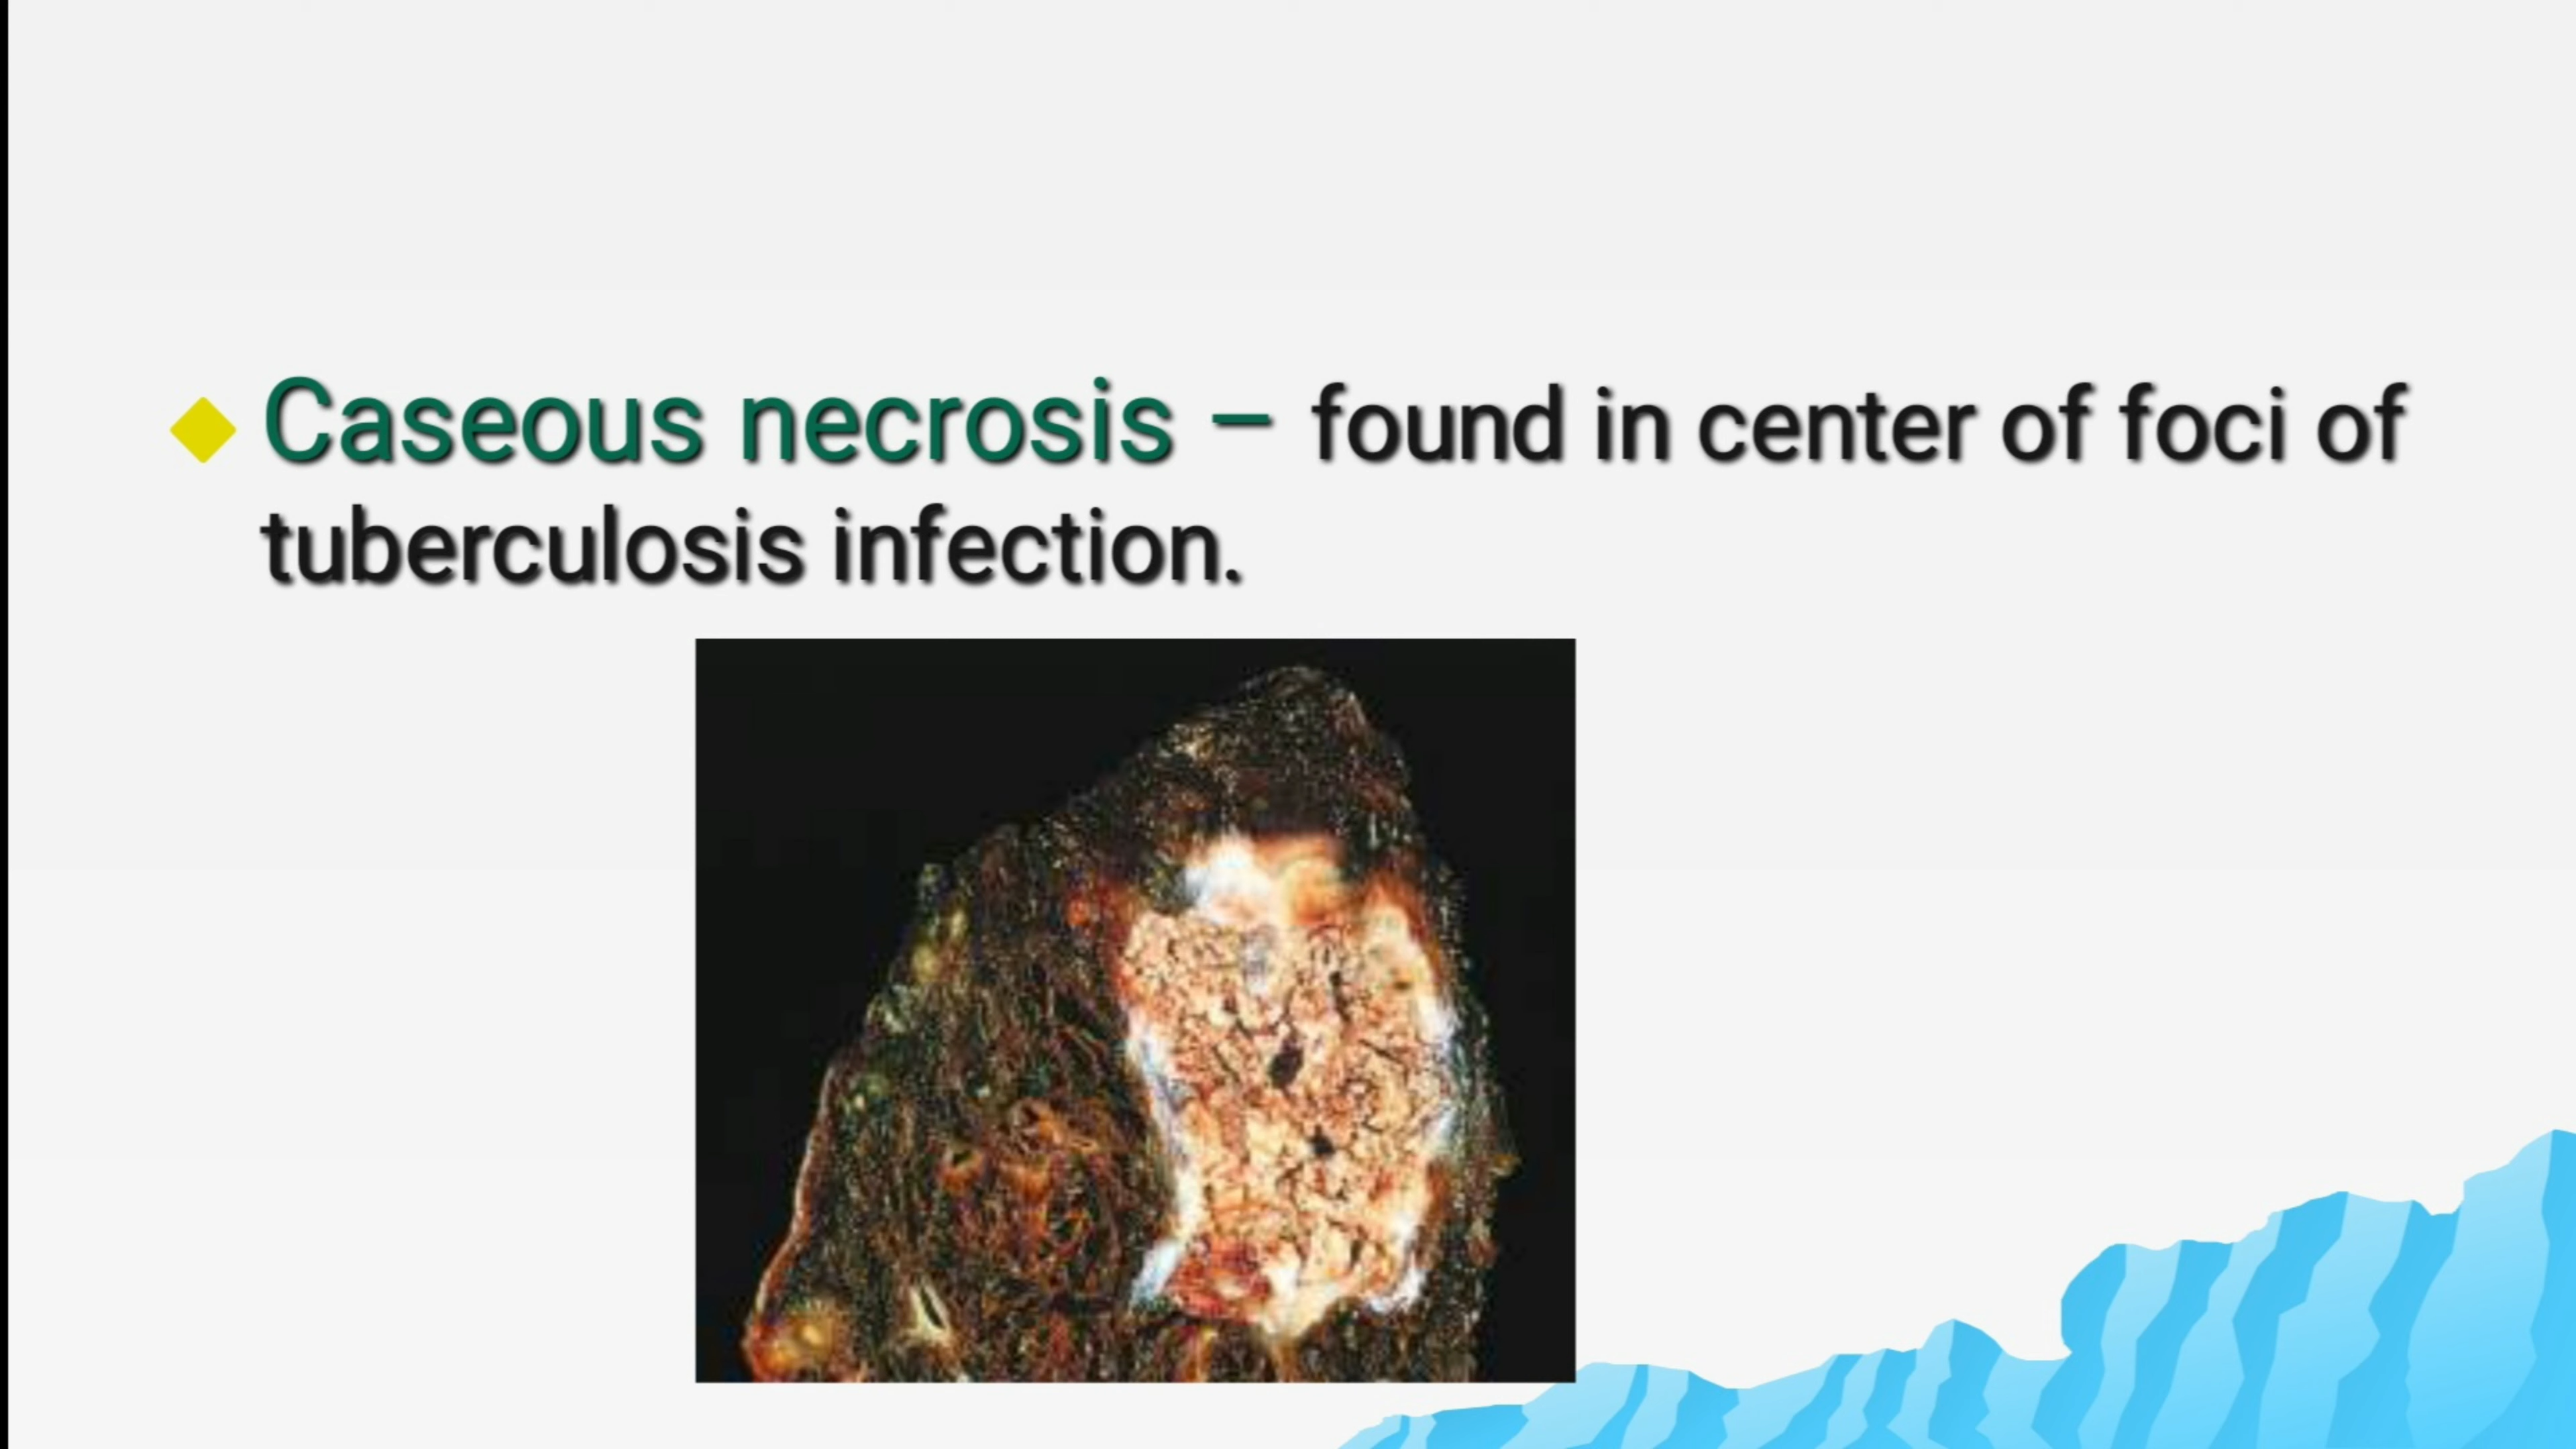 Caseous necrosis – found in center of foci of
tuberculosis infection.